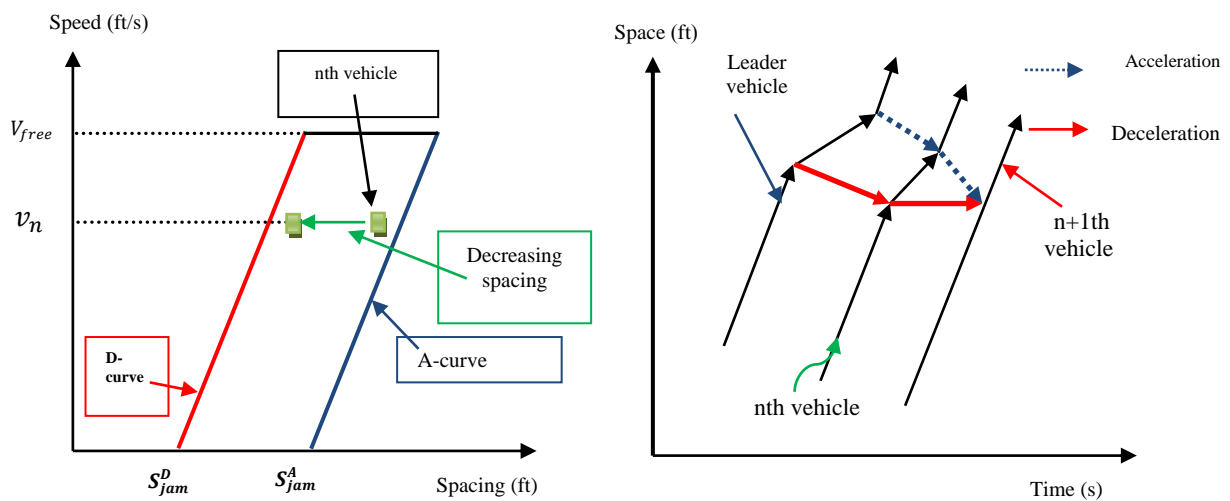 Speed (ft/s)
nth vehicle
V_free
v_n
Decreasing
spacing
D-
curve
A-curve
S^D_jam
S^A_jam
Spacing (ft)
Space (ft)
Leader
vehicle
Acceleration
Deceleration
n+1th
vehicle
nth vehicle
Time (s)